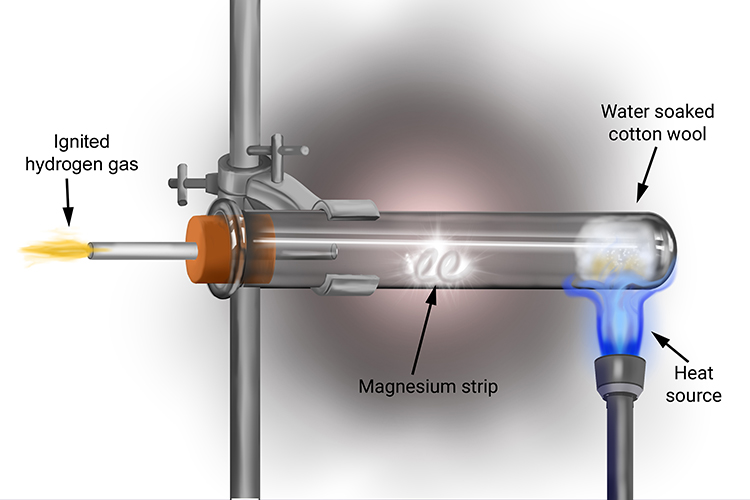 Ignited
hydrogen gas
Water soaked
cotton wool
Magnesium strip
Heat
source